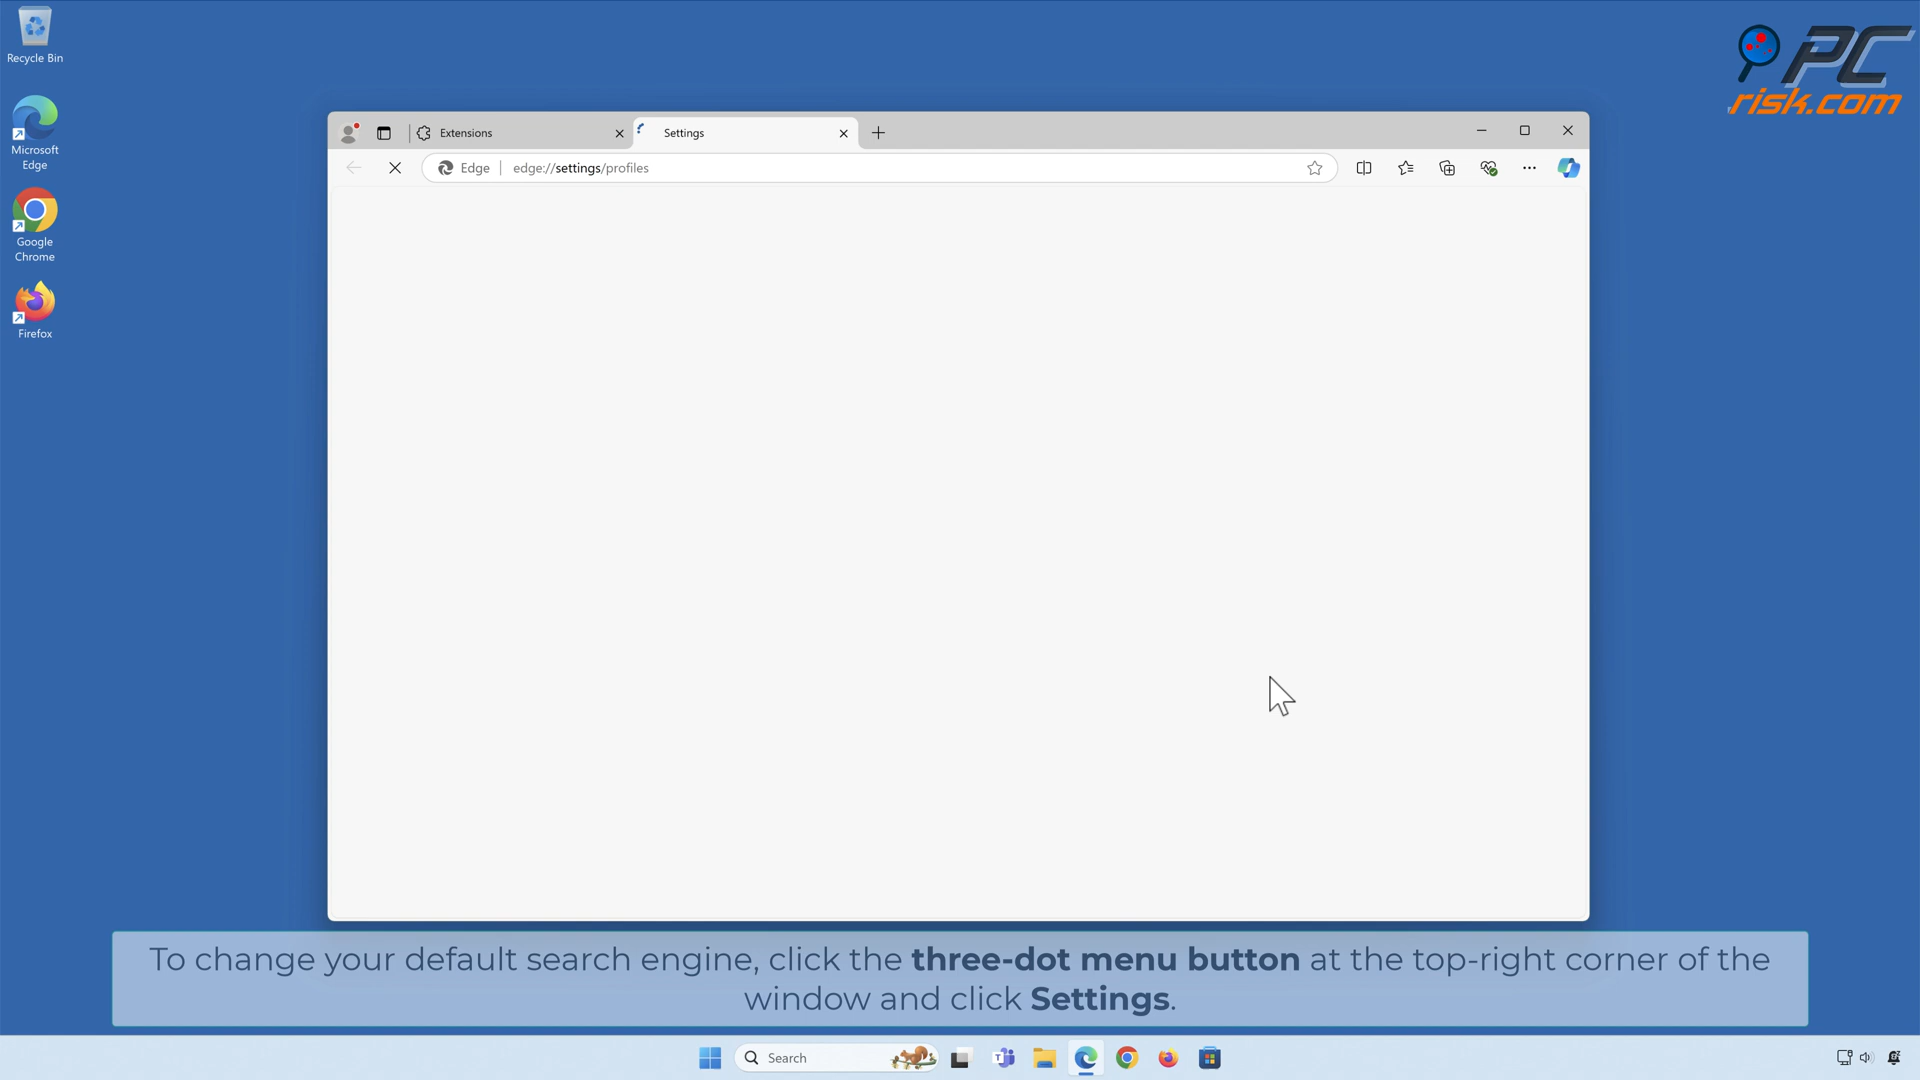 Recycle Bin
PC
risk.com
Extensions
Settings
Edge
edge://settings/profiles
Microsoft
Edge
Google
Chrome
Firefox
To change your default search engine, click the three-dot menu button at the top-right corner of the
window and click Settings.
Search